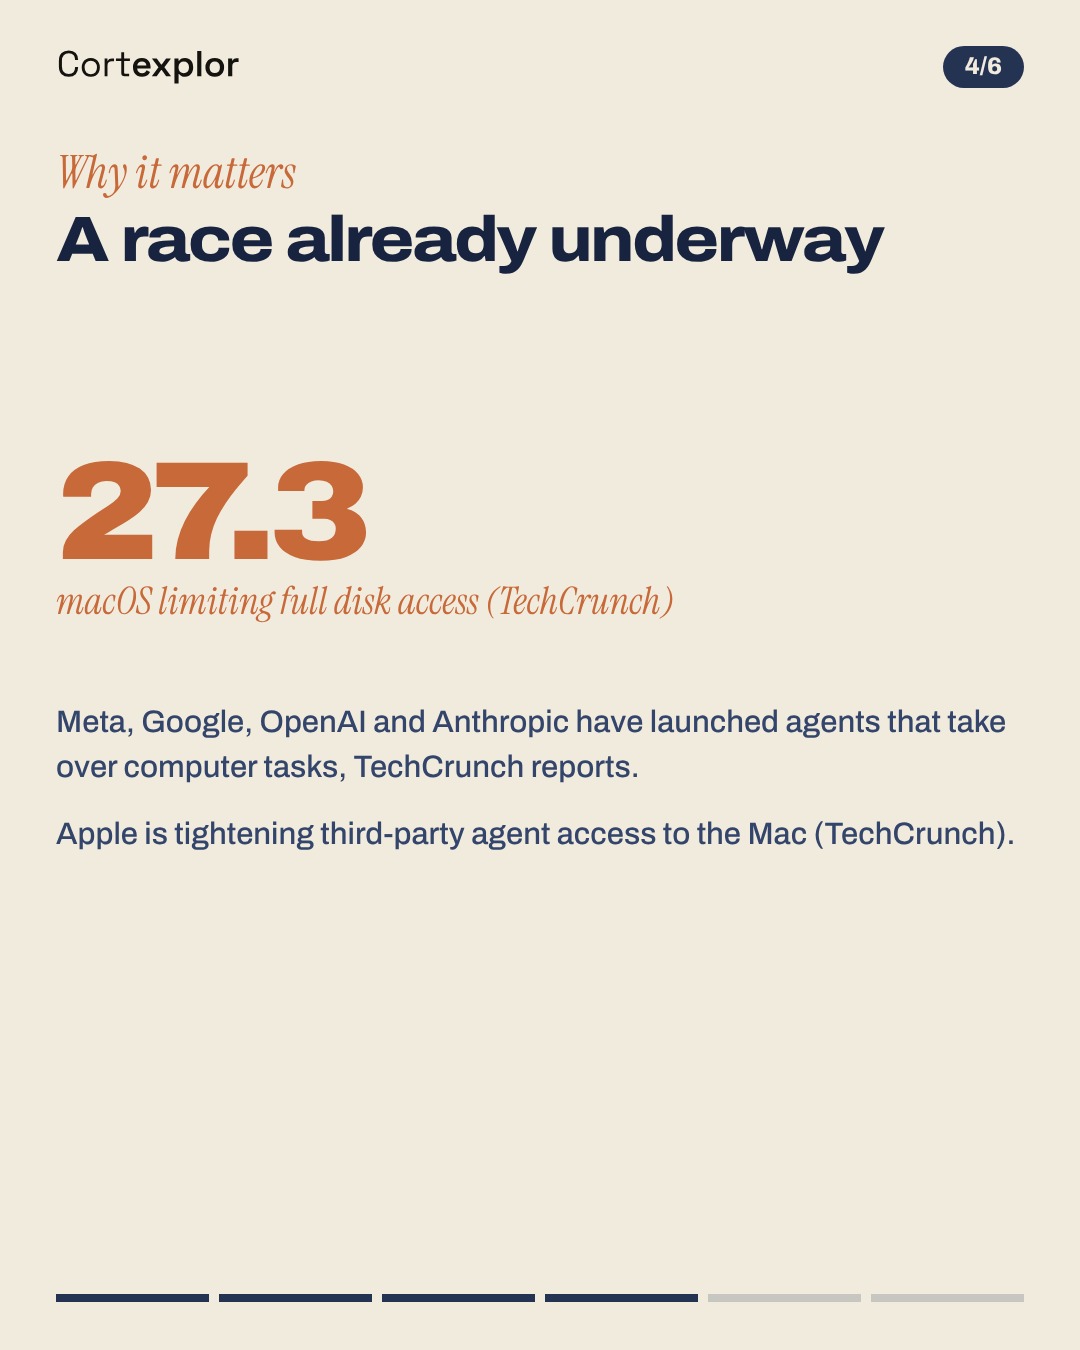 Cortexplor
4/6
Why it matters
A race already underway
27.3
macOS limiting full disk access (TechCrunch)
Meta, Google, OpenAI and Anthropic have launched agents that take
over computer tasks, TechCrunch reports.
Apple is tightening third-party agent access to the Mac (TechCrunch).